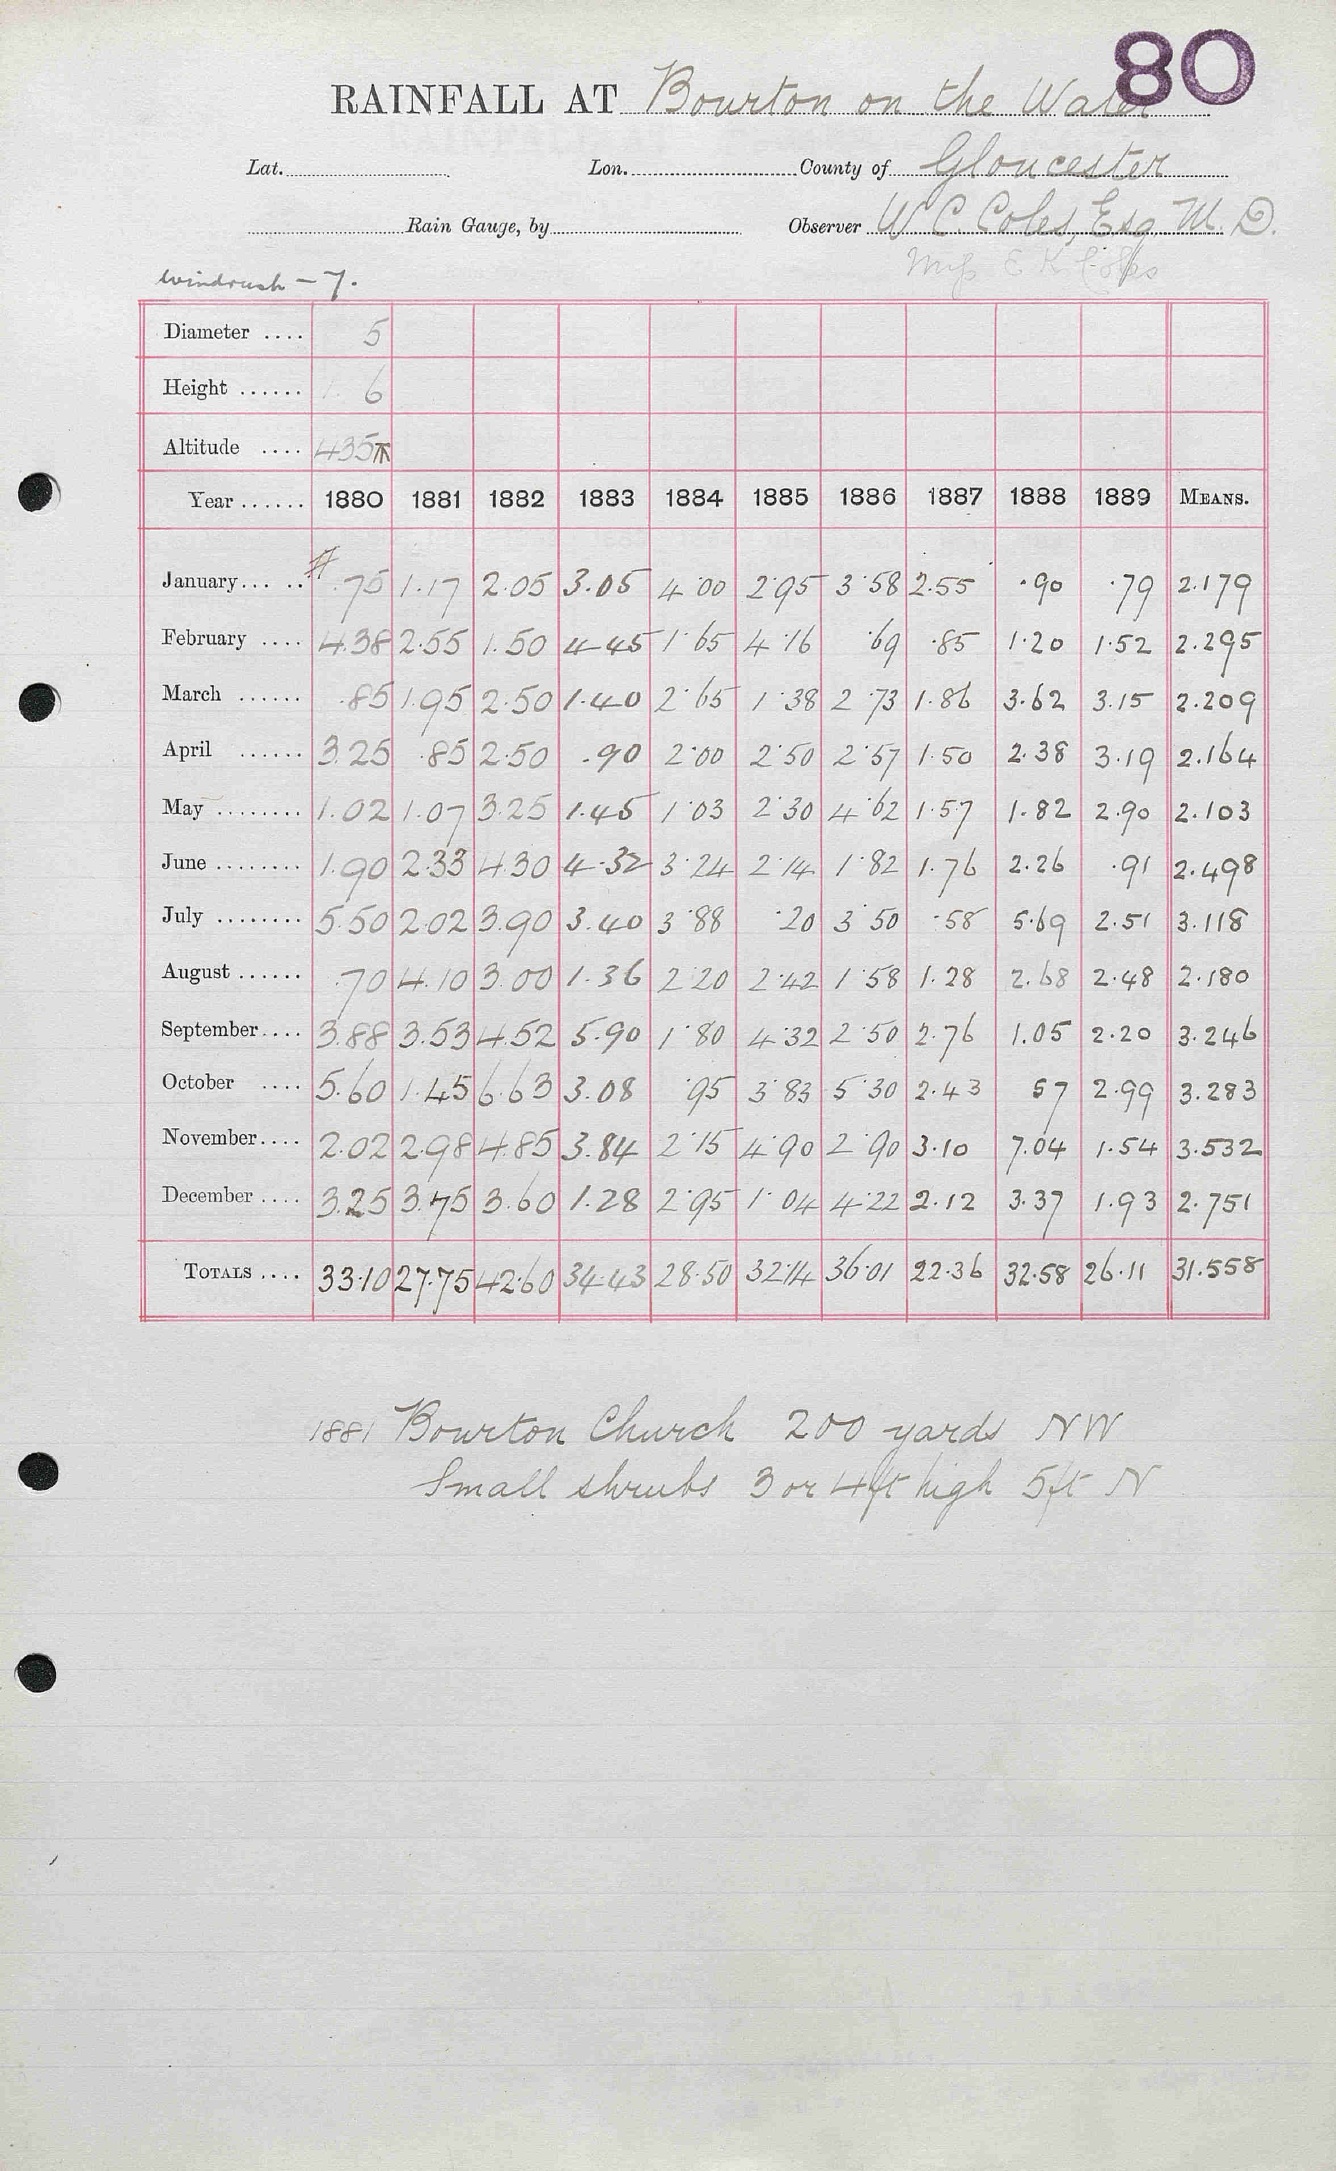 80
RAINFALL AT Bourton on the Water
Lat. Lon. County of Gloucester
Rain Gauge, by Observer W C. Coles, Esq M. D.
Miss E K Coles
Windrush – 7.
Diameter .... 5
Height ...... 1. 6
Altitude .... 435
Year ...... 1880 1881 1882 1883 1884 1885 1886 1887 1888 1889 MEANS.
January ... .. .75 1.17 2.05 3.05 4.00 2.95 3.58 2.55 .90 .79 2.179
February .... 4.38 2.55 1.50 4.45 1.65 4.16 .69 .85 1.20 1.52 2.295
March ...... .85 1.95 2.50 1.40 2.65 1.38 2.73 1.86 3.62 3.15 2.209
April ...... 3.25 .85 2.50 .90 2.00 2.50 2.57 1.50 2.38 3.19 2.164
May ........ 1.02 1.07 3.25 1.45 1.03 2.30 4.62 1.57 1.82 2.90 2.103
June ........ 1.90 2.33 4.30 4.32 3.24 2.14 1.82 1.76 2.26 .91 2.498
July ........ 5.50 2.02 3.90 3.40 3.88 .20 3.50 .58 5.69 2.51 3.118
August ...... .70 4.10 3.00 1.36 2.20 2.42 1.58 1.28 2.68 2.48 2.180
September .... 3.88 3.53 4.52 5.90 1.80 4.32 2.50 2.76 1.05 2.20 3.246
October .... 5.60 1.45 6.63 3.08 .95 3.83 5.30 2.43 57 2.99 3.283
November .... 2.02 2.98 4.85 3.84 2.15 4.90 2.90 3.10 7.04 1.54 3.532
December .... 3.25 3.75 3.60 1.28 2.95 1.04 4.22 2.12 3.37 1.93 2.751
TOTALS .... 33.10 27.75 42.60 34.43 28.50 32.14 36.01 22.36 32.58 26.11 31.558
1881 Bourton Church 200 yards NW
Small shrubs 3 or 4ft high 5ft N